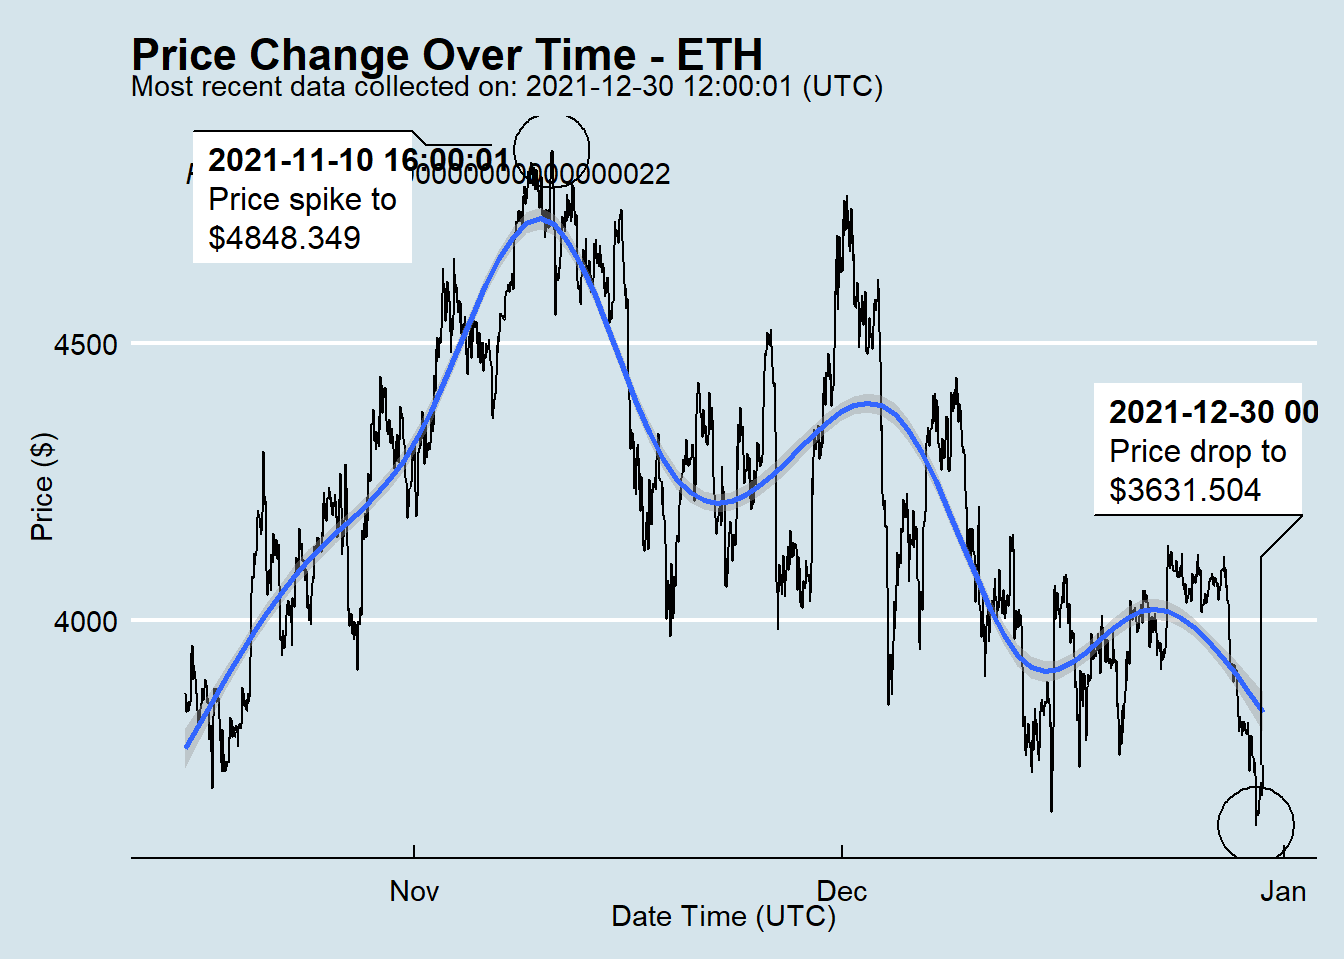 Price Change Over Time - ETH
Most recent data collected on: 2021-12-30 12:00:01 (UTC)
2021-11-10 16:00:01
Price spike to
$4848.349
0000000000000022
4500
2021-12-30 00
Price drop to
$3631.504
4000
Price ($)
Nov
Dec
Jan
Date Time (UTC)